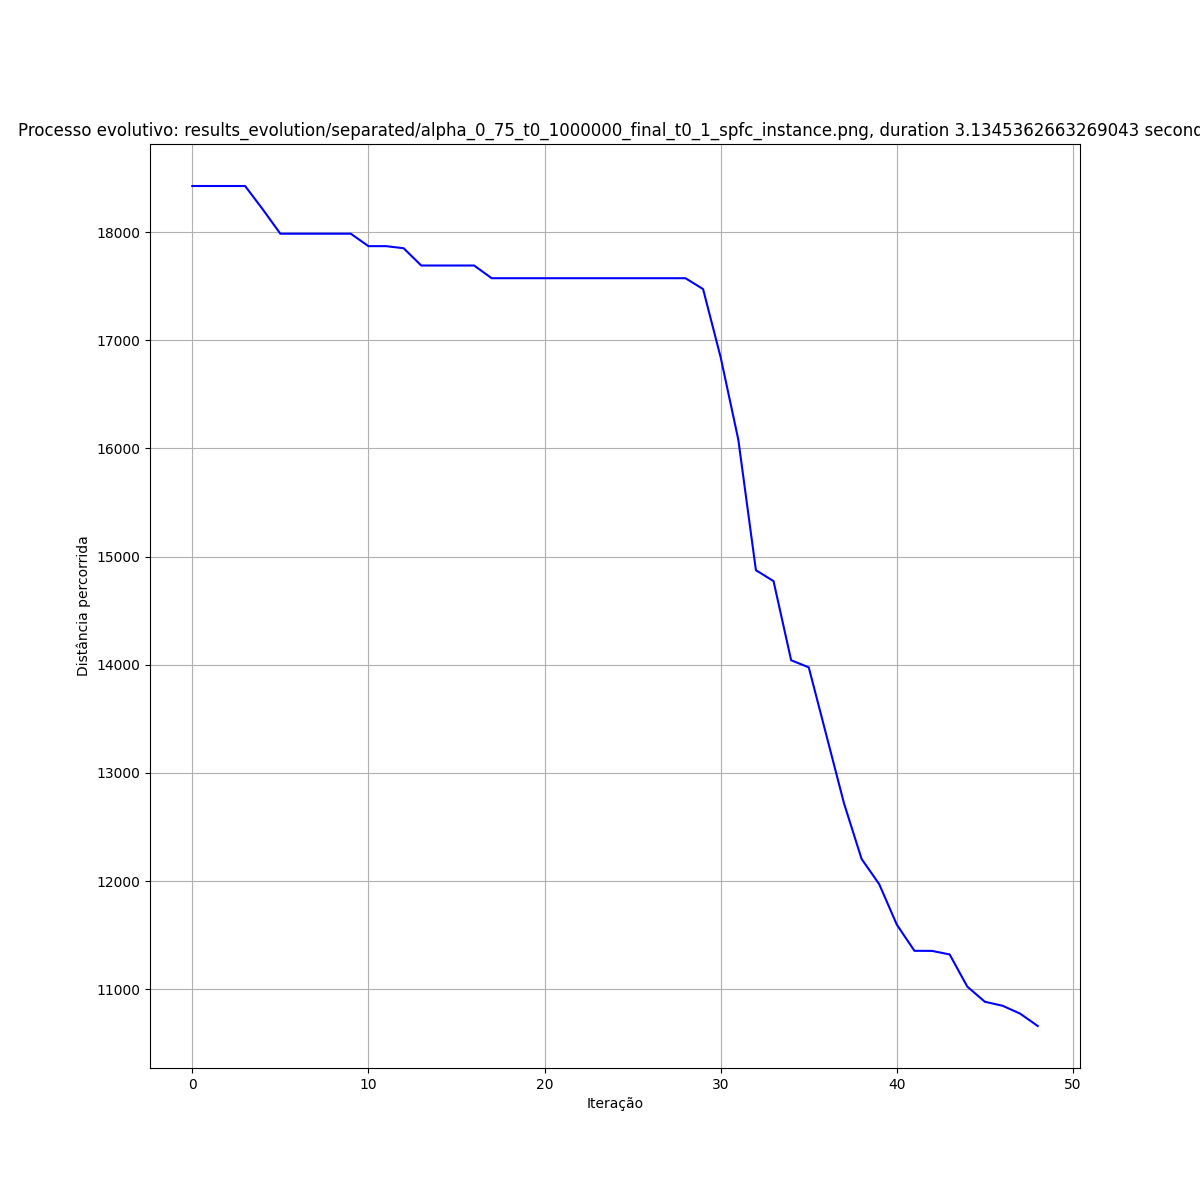 Processo evolutivo: results_evolution/separated/alpha_0_75_t0_1000000_final_t0_1_spfc_instance.png, duration 3.1345362663269043 secon
18000
17000
16000
15000
14000
13000
12000
11000
Distância percorrida
0 10 20 30 40 50
Iteração